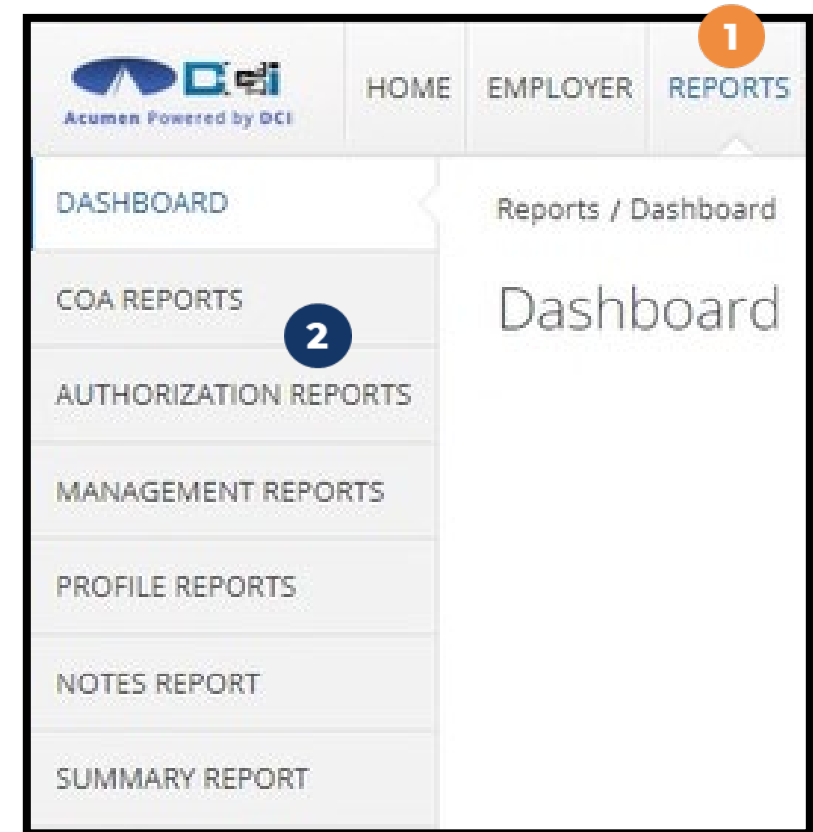 1
DCI
Acumen Powered by DCI
HOME
EMPLOYER
REPORTS
DASHBOARD
Reports / Dashboard
COA REPORTS
Dashboard
2
AUTHORIZATION REPORTS
MANAGEMENT REPORTS
PROFILE REPORTS
NOTES REPORT
SUMMARY REPORT